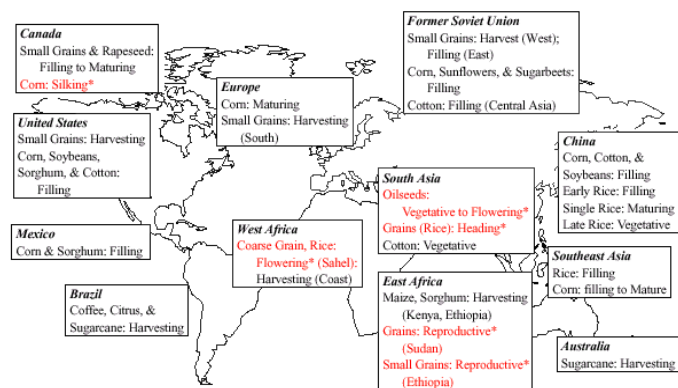 Canada
Small Grains & Rapeseed:
Filling to Maturing
Corn: Silking*
Former Soviet Union
Small Grains: Harvest (West);
Filling (East)
Corn, Sunflowers, & Sugarbeets:
Filling
Cotton: Filling (Central Asia)
Europe
Corn: Maturing
Small Grains: Harvesting
(South)
United States
Small Grains: Harvesting
Corn, Soybeans,
Sorghum, & Cotton:
Filling
China
Corn, Cotton, &
Soybeans: Filling
Early Rice: Filling
Single Rice: Maturing
Late Rice: Vegetative
South Asia
Oilseeds:
Vegetative to Flowering*
Grains (Rice): Heading*
Cotton: Vegetative
Mexico
Corn & Sorghum: Filling
West Africa
Coarse Grain, Rice:
Flowering* (Sahel):
Harvesting (Coast)
Southeast Asia
Rice: Filling
Corn: filling to Mature
East Africa
Maize, Sorghum: Harvesting
(Kenya, Ethiopia)
Grains: Reproductive*
(Sudan)
Small Grains: Reproductive*
(Ethiopia)
Brazil
Coffee, Citrus, &
Sugarcane: Harvesting
Australia
Sugarcane: Harvesting